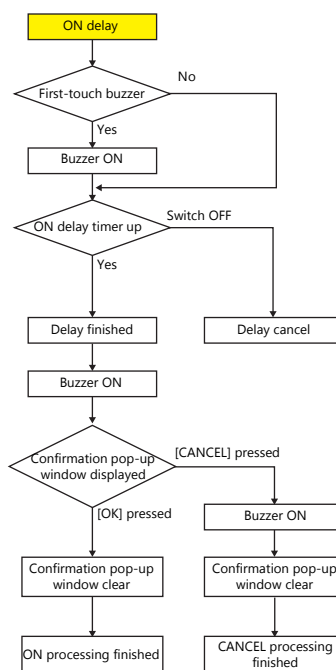 ON delay
No
First-touch buzzer
Yes
Buzzer ON
Switch OFF
ON delay timer up
Yes
Delay finished
Delay cancel
Buzzer ON
[CANCEL] pressed
Confirmation pop-up
window displayed
[OK] pressed
Buzzer ON
Confirmation pop-up
window clear
Confirmation pop-up
window clear
ON processing finished
CANCEL processing
finished